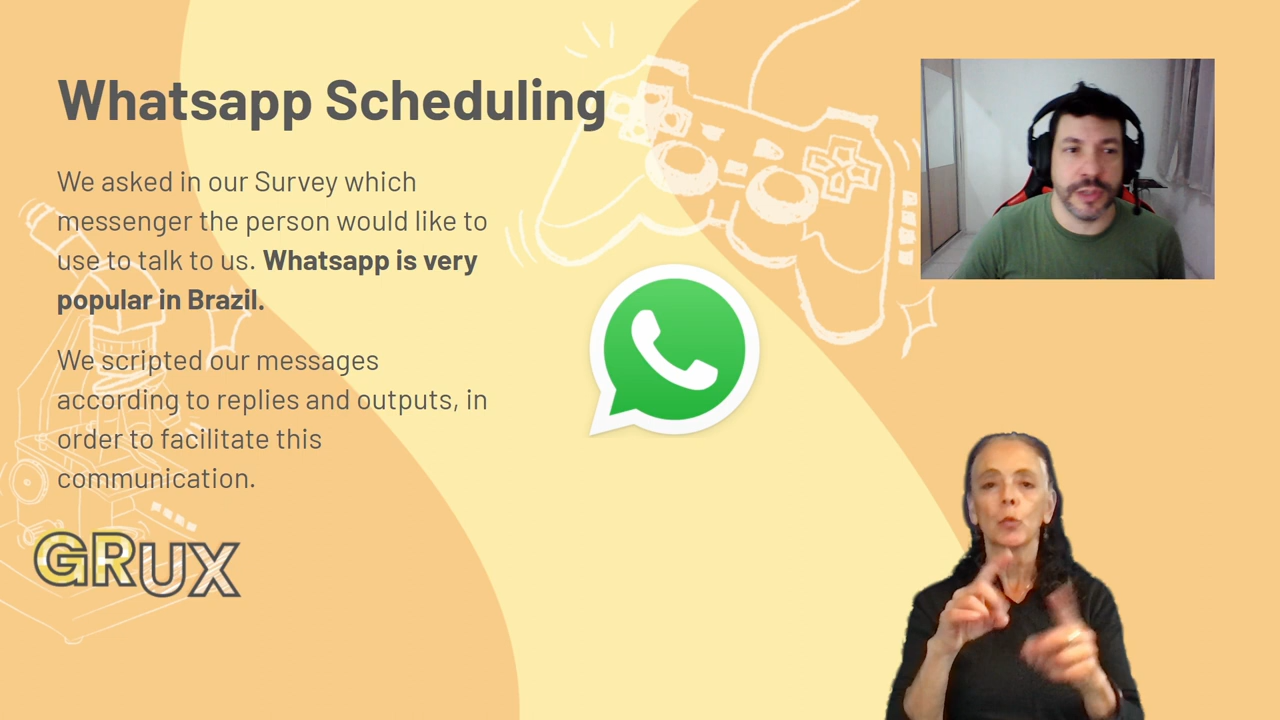 Whatsapp Scheduling
We asked in our Survey which
messenger the person would like to
use to talk to us. Whatsapp is very
popular in Brazil.
We scripted our messages
according to replies and outputs, in
order to facilitate this
communication.
GRUX